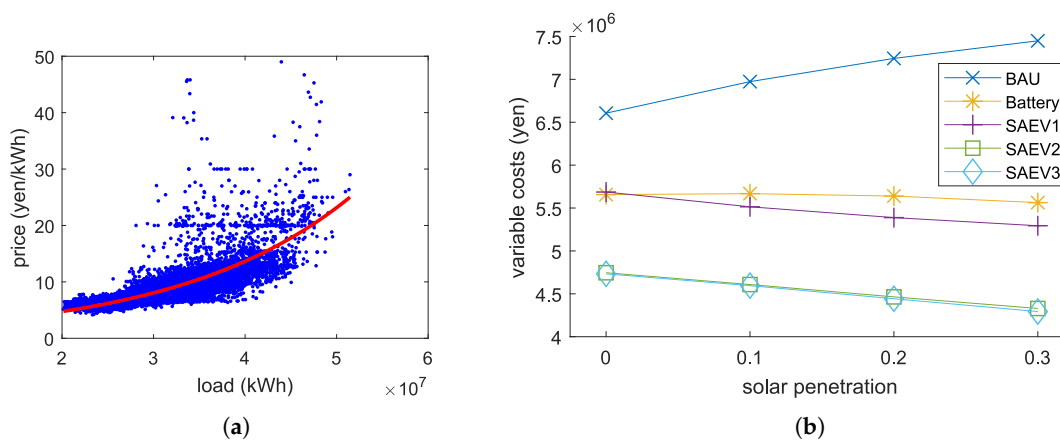 50
40
30
20
10
0
price (yen/kWh)
2 3 4 5 6
load (kWh)
×10^7
(a)
×10^6
7.5
7
6.5
6
5.5
5
4.5
4
variable costs (yen)
BAU
Battery
SAEV1
SAEV2
SAEV3
0 0.1 0.2 0.3
solar penetration
(b)